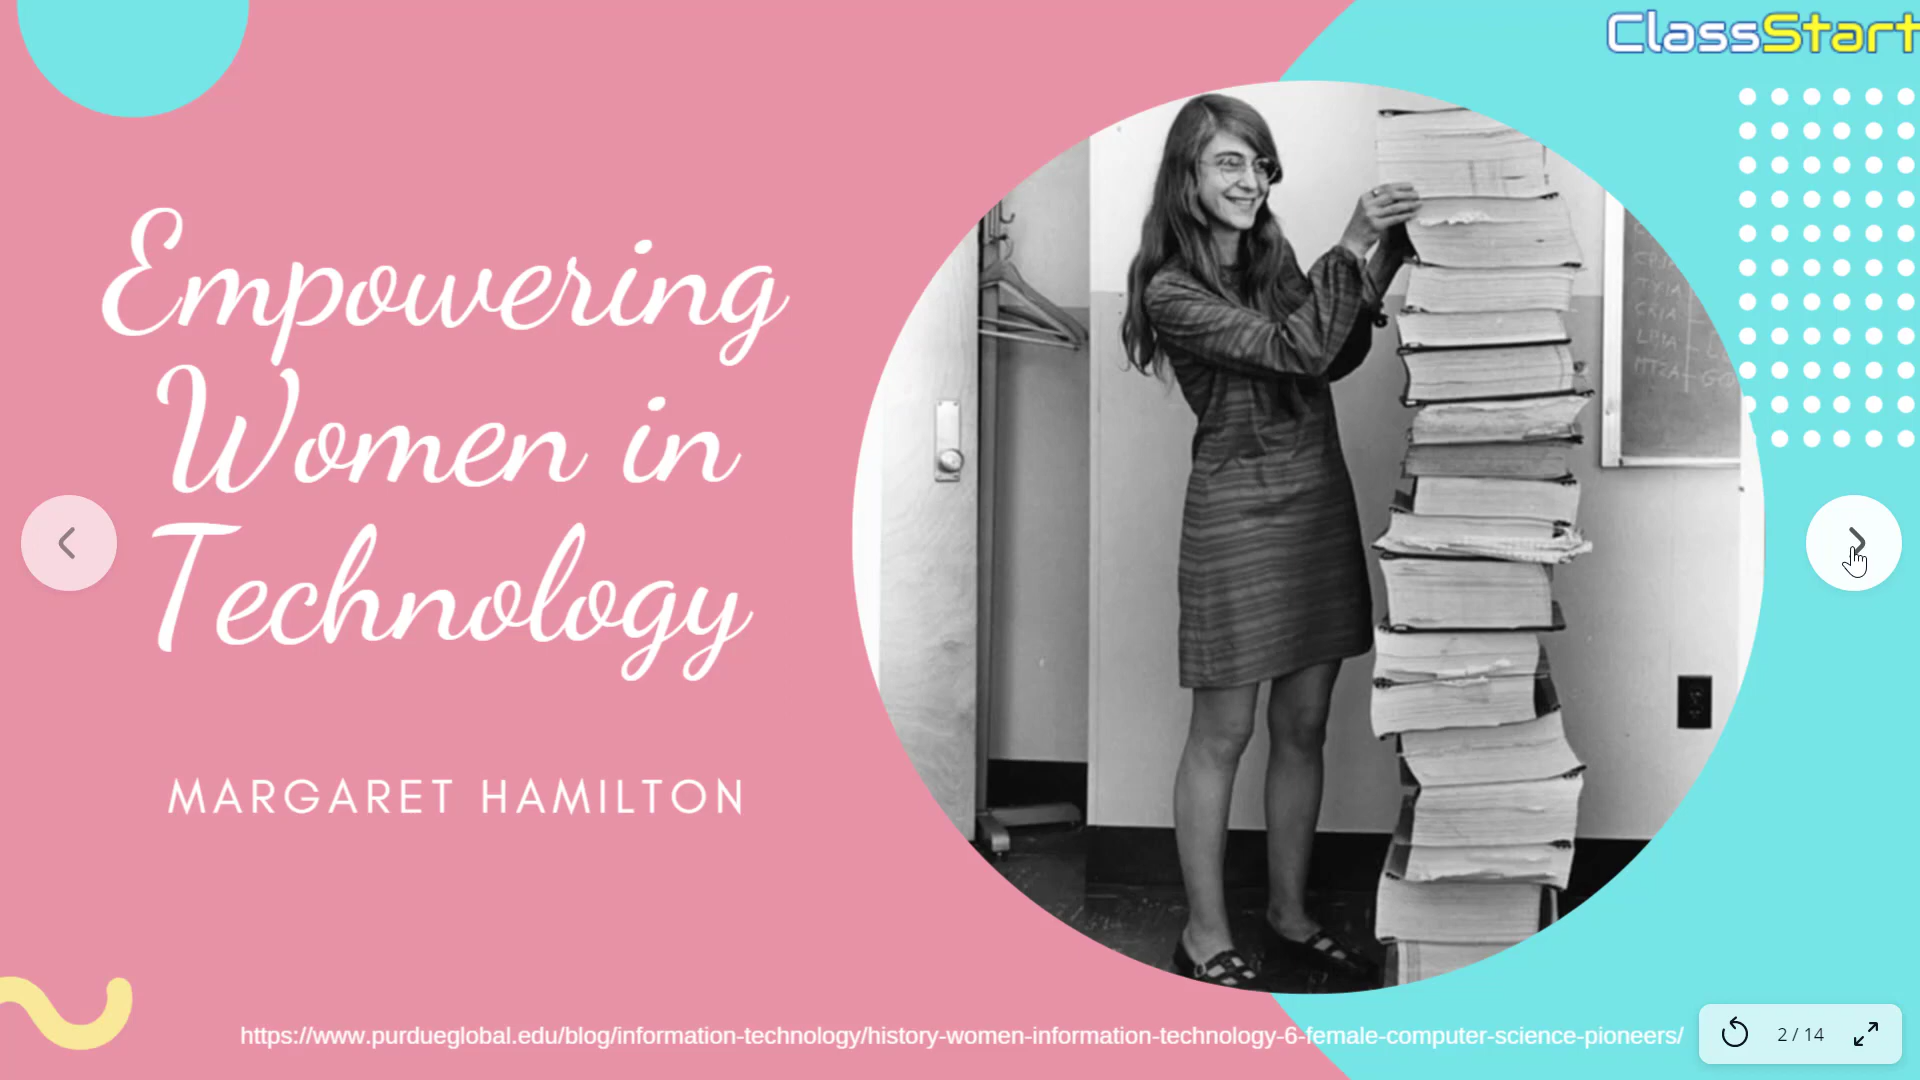 ClassStart
Empowering
Women in
Technology
MARGARET HAMILTON
https://www.purdueglobal.edu/blog/information-technology/history-women-information-technology-6-female-computer-science-pioneers/
2 / 14